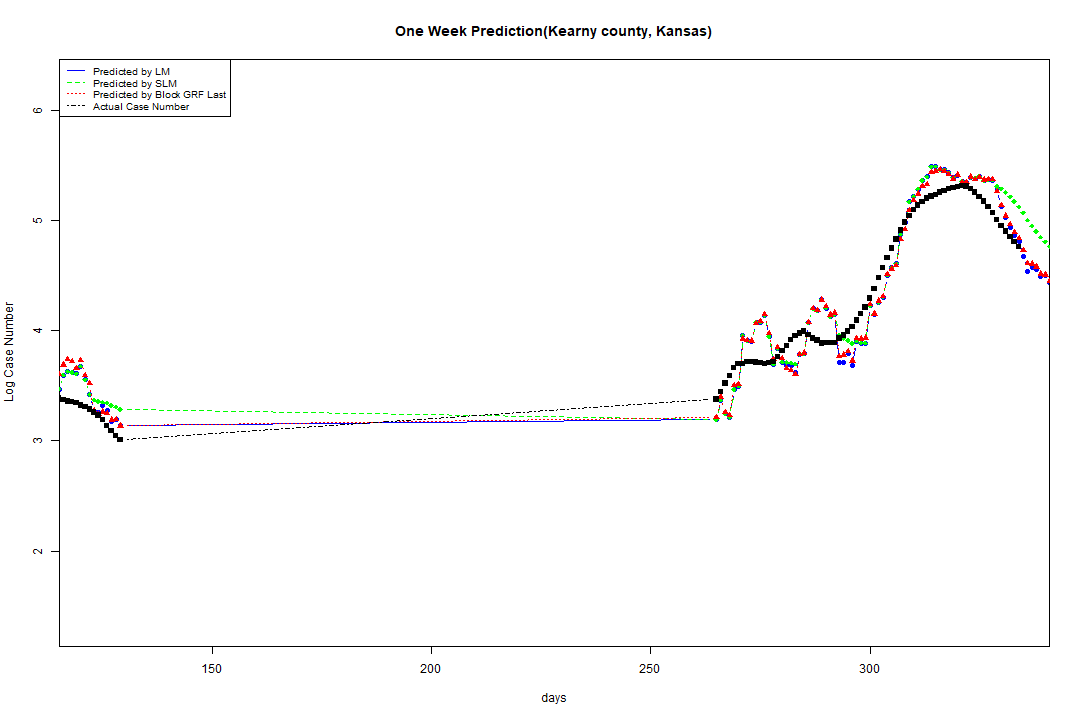 One Week Prediction(Kearny county, Kansas)
Predicted by LM
Predicted by SLM
Predicted by Block GRF Last
Actual Case Number
6
5
4
3
2
Log Case Number
150
200
250
300
days